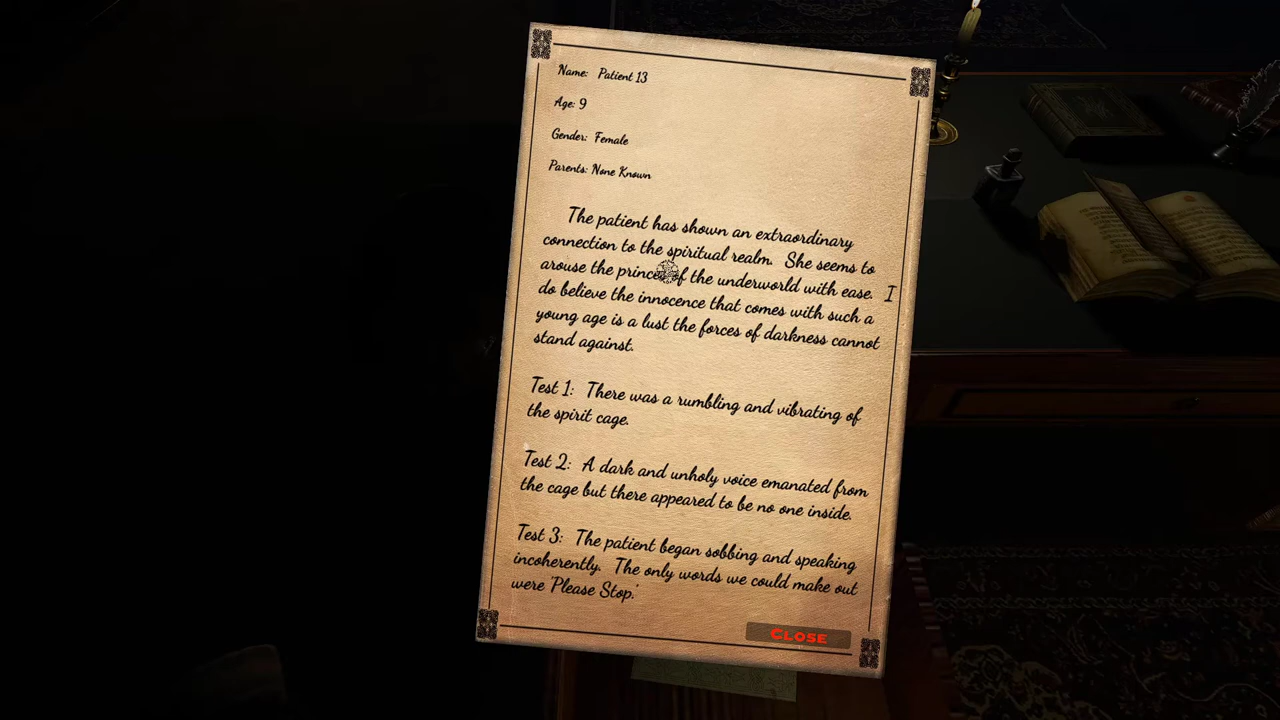 Name: Patient 13
Age: 9
Gender: Female
Parents: None Known
The patient has shown an extraordinary
connection to the spiritual realm. She seems to
arouse the princes of the underworld with ease. I
do believe the innocence that comes with such a
young age is a lust the forces of darkness cannot
stand against.
Test 1: There was a rumbling and vibrating of
the spirit cage.
Test 2: A dark and unholy voice emanated from
the cage but there appeared to be no one inside.
Test 3: The patient began sobbing and speaking
incoherently. The only words we could make out
were 'Please Stop.'
Close